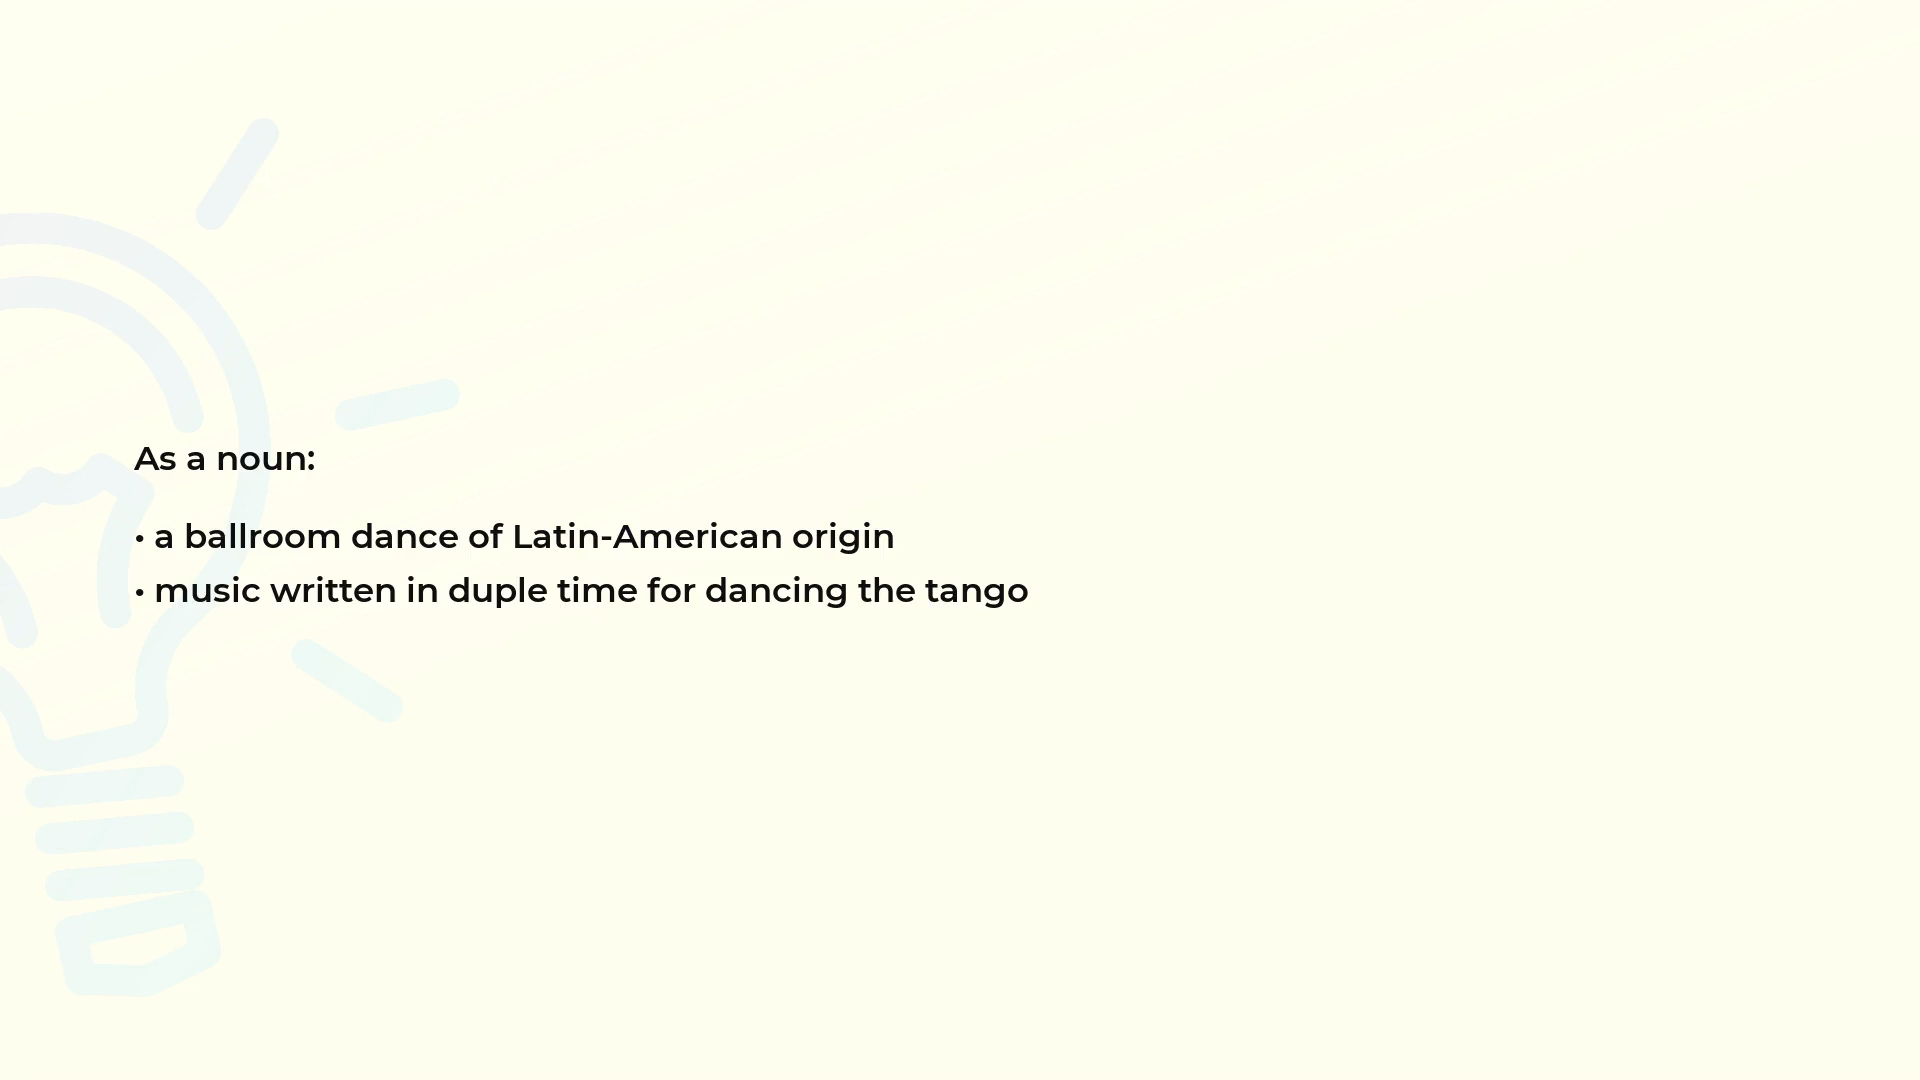 As a noun:
• a ballroom dance of Latin-American origin
• music written in duple time for dancing the tango